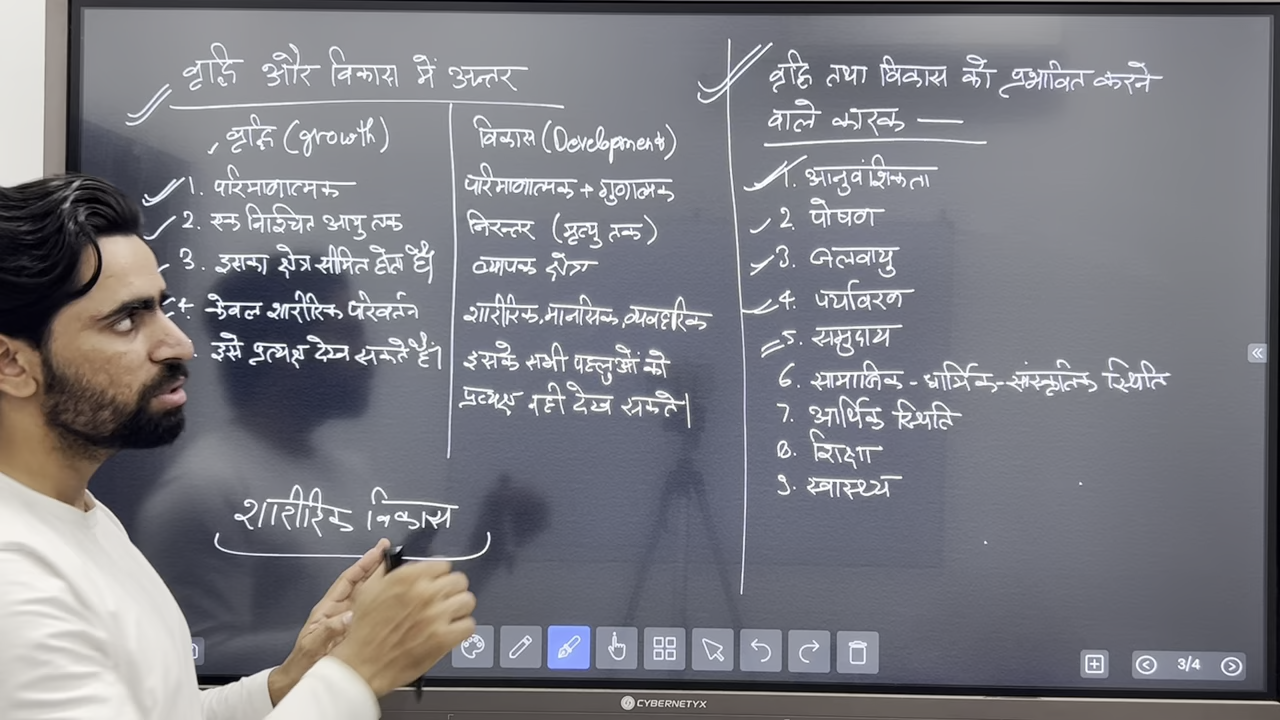 वृद्धि और विकास में अन्तर
वृद्धि (growth)
1. परिमाणात्मक
2. एक निश्चित आयु तक
3. इसका क्षेत्र सीमित होता है।
4. केवल शारीरिक परिवर्तन
इसे प्रत्यक्ष देख सकते हैं।
विकास (Development)
परिमाणात्मक + गुणात्मक
निरन्तर (मृत्यु तक)
व्यापक क्षेत्र
शारीरिक, मानसिक, व्यवहारिक
इसके सभी पहलुओं को
प्रत्यक्ष नही देख सकते।
शारीरिक विकास
वृद्धि तथा विकास को प्रभावित करने
वाले कारक —
1. आनुवंशिकता
2. पोषण
3. जलवायु
4. पर्यावरण
5. समुदाय
6. सामाजिक - धार्मिक - सांस्कृतिक स्थिति
7. आर्थिक स्थिति
8. शिक्षा
9. स्वास्थ्य
3/4
CYBERNETYX